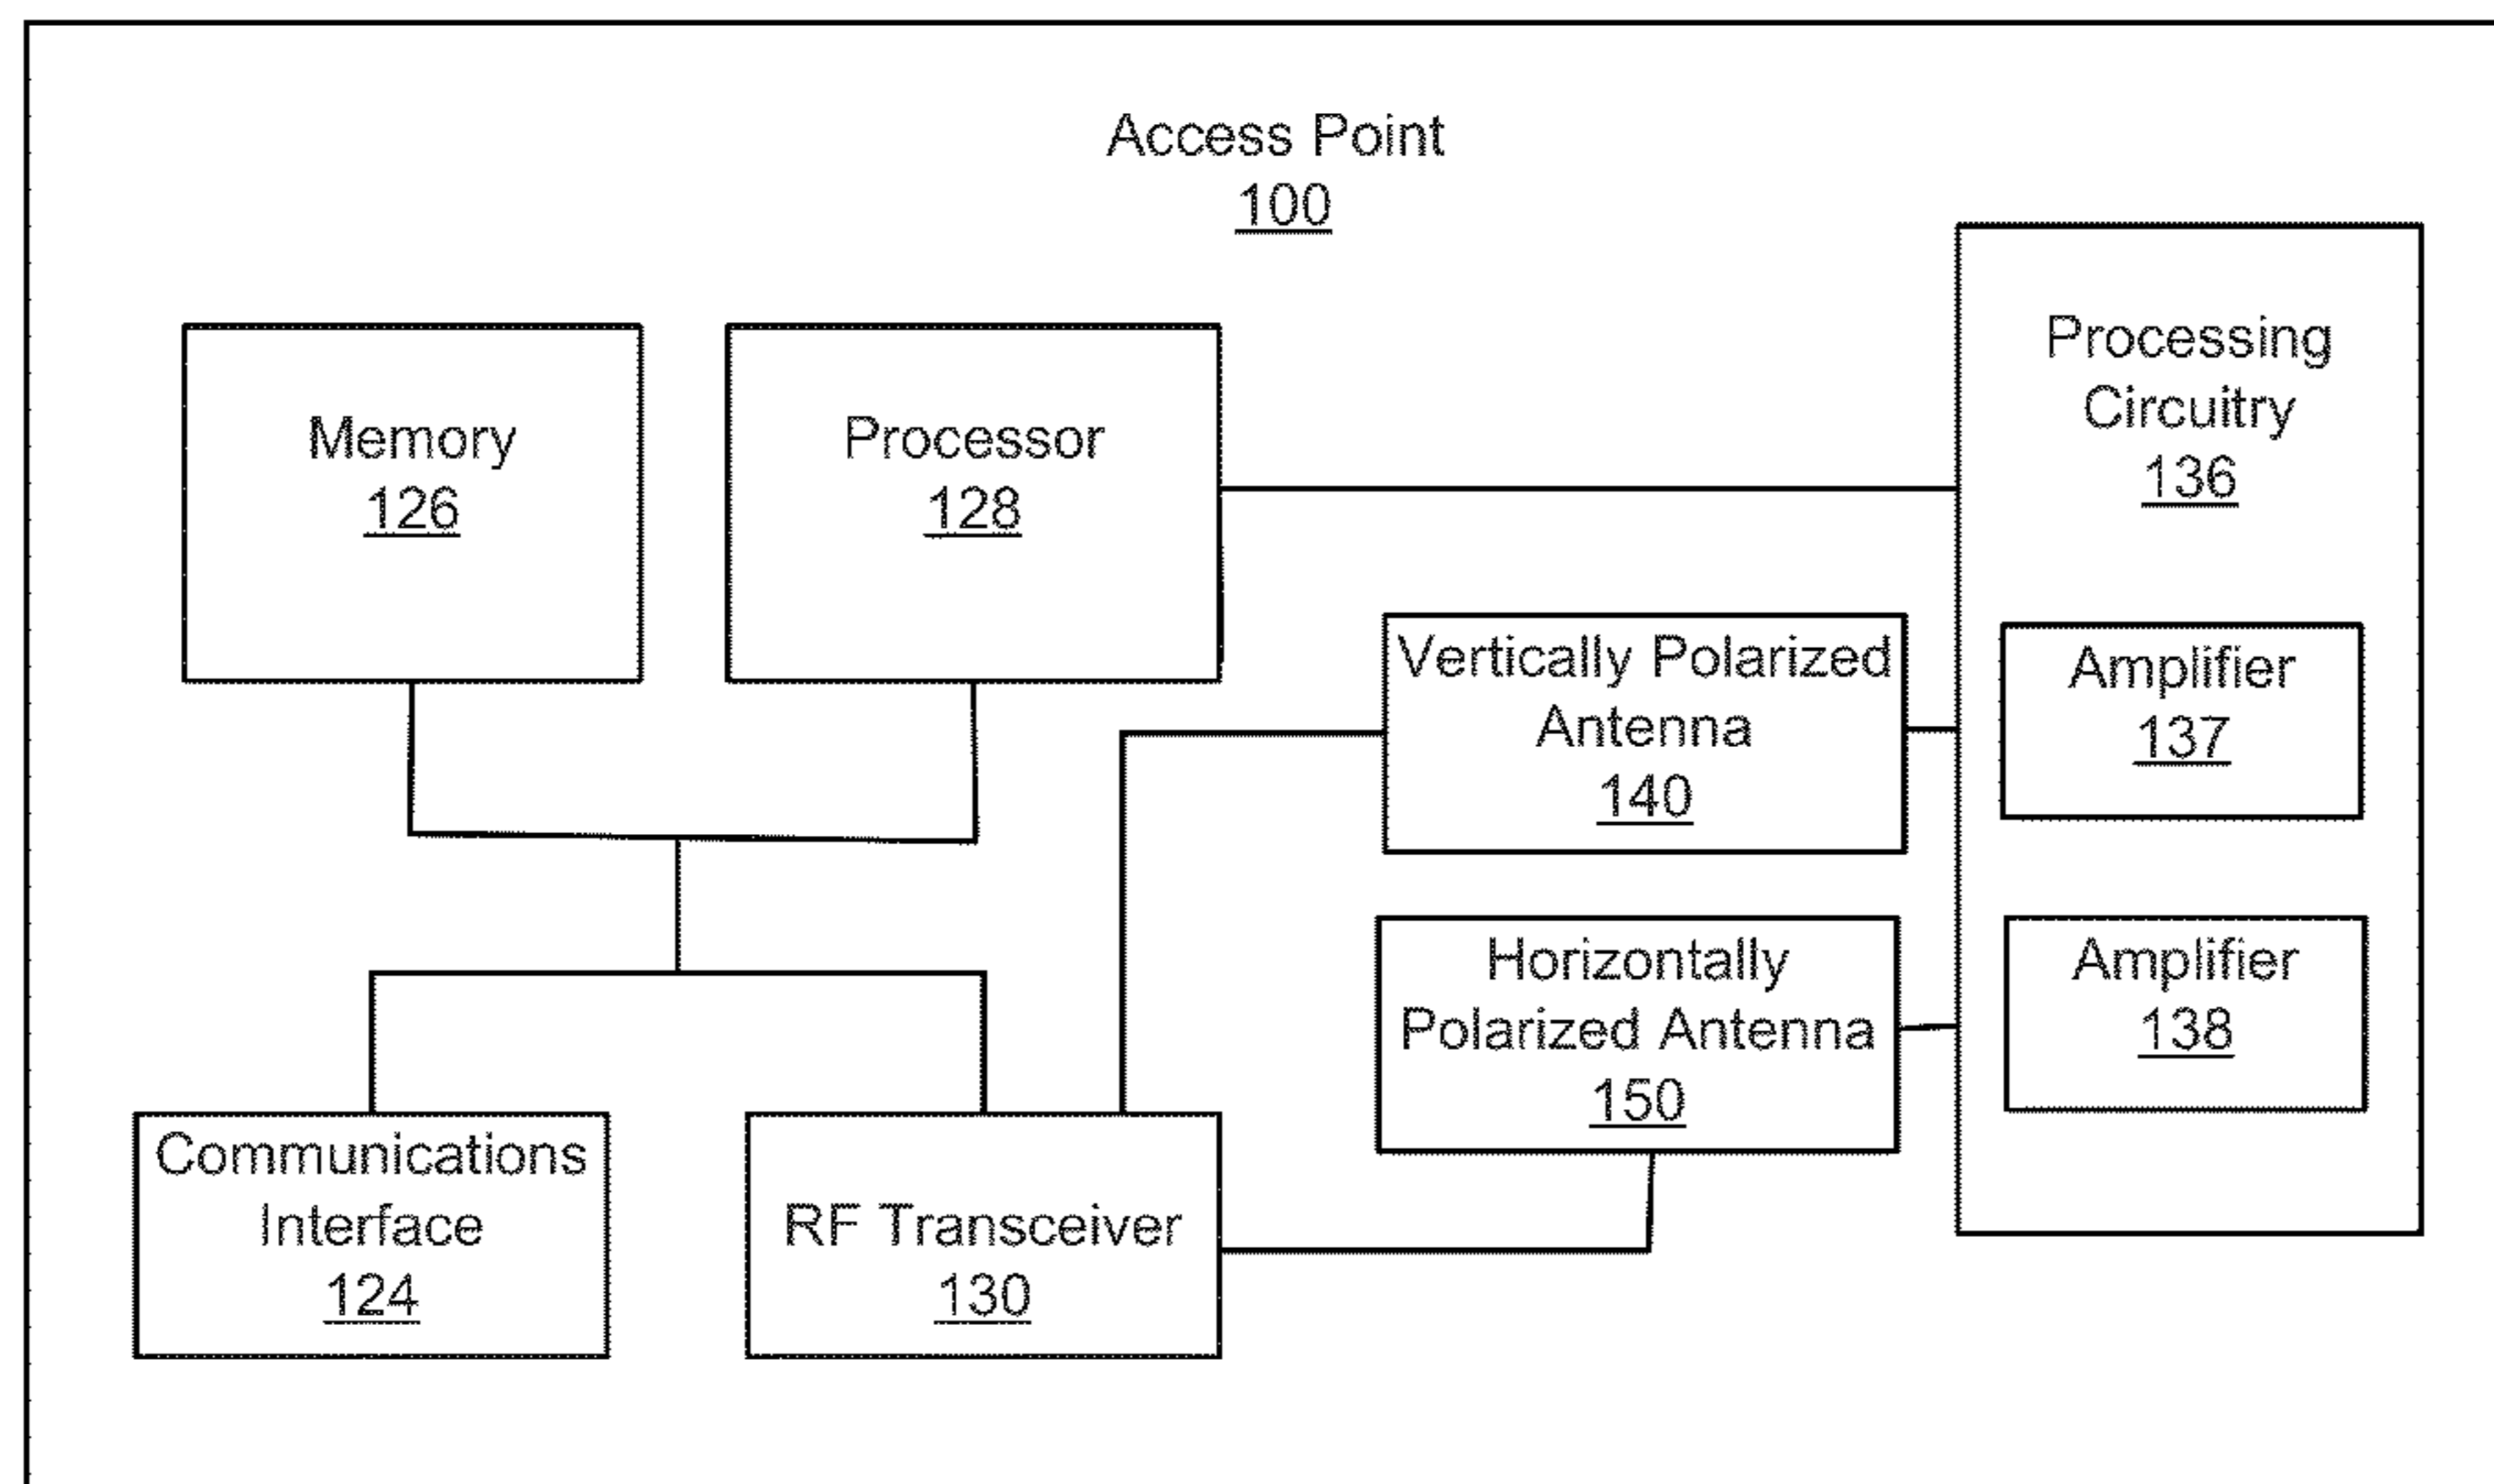 Access Point
100
Memory
126
Processor
128
Processing
Circuitry
136
Vertically Polarized
Antenna
140
Amplifier
137
Horizontally
Polarized Antenna
150
Amplifier
138
Communications
Interface
124
RF Transceiver
130